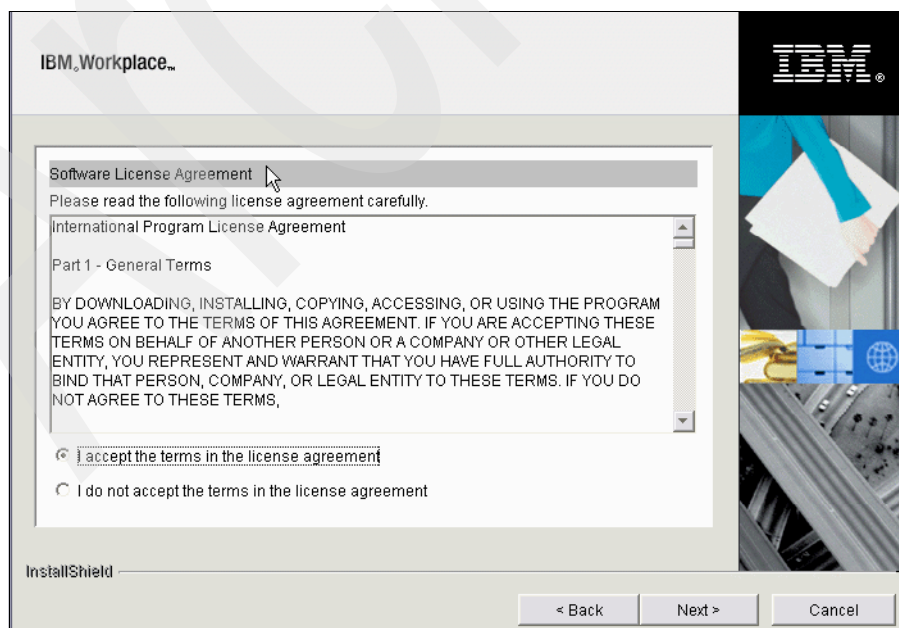 IBM Workplace™
IBM®
Software License Agreement
Please read the following license agreement carefully.
International Program License Agreement
Part 1 - General Terms
BY DOWNLOADING, INSTALLING, COPYING, ACCESSING, OR USING THE PROGRAM
YOU AGREE TO THE TERMS OF THIS AGREEMENT. IF YOU ARE ACCEPTING THESE
TERMS ON BEHALF OF ANOTHER PERSON OR A COMPANY OR OTHER LEGAL
ENTITY, YOU REPRESENT AND WARRANT THAT YOU HAVE FULL AUTHORITY TO
BIND THAT PERSON, COMPANY, OR LEGAL ENTITY TO THESE TERMS. IF YOU DO
NOT AGREE TO THESE TERMS,
I accept the terms in the license agreement
I do not accept the terms in the license agreement
InstallShield
< Back
Next >
Cancel